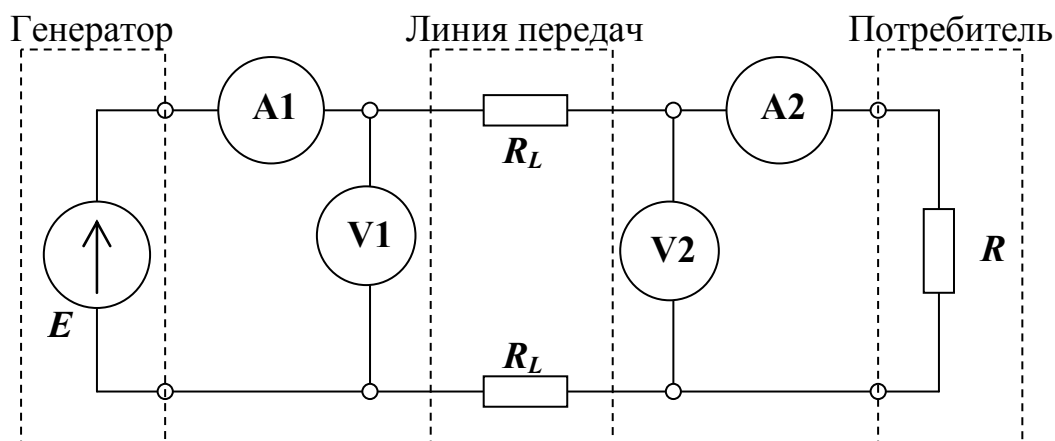 Генератор Линия передач Потребитель
A1 A2
R_L
V1 V2 R
E
R_L